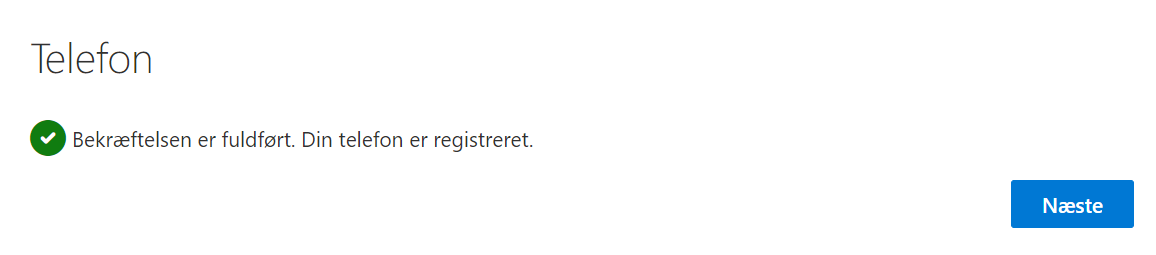 Telefon
Bekræftelsen er fuldført. Din telefon er registreret.
Næste